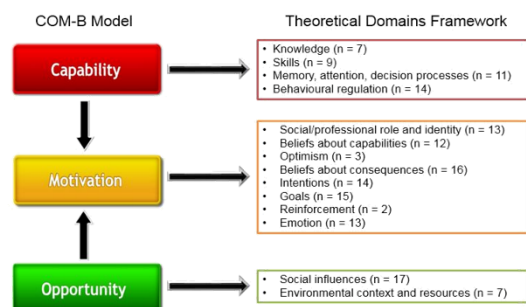 COM-B Model
Theoretical Domains Framework
Capability
• Knowledge (n = 7)
• Skills (n = 9)
• Memory, attention, decision processes (n = 11)
• Behavioural regulation (n = 14)
Motivation
• Social/professional role and identity (n = 13)
• Beliefs about capabilities (n = 12)
• Optimism (n = 3)
• Beliefs about consequences (n = 16)
• Intentions (n = 14)
• Goals (n = 15)
• Reinforcement (n = 2)
• Emotion (n = 13)
Opportunity
• Social influences (n = 17)
• Environmental context and resources (n = 7)